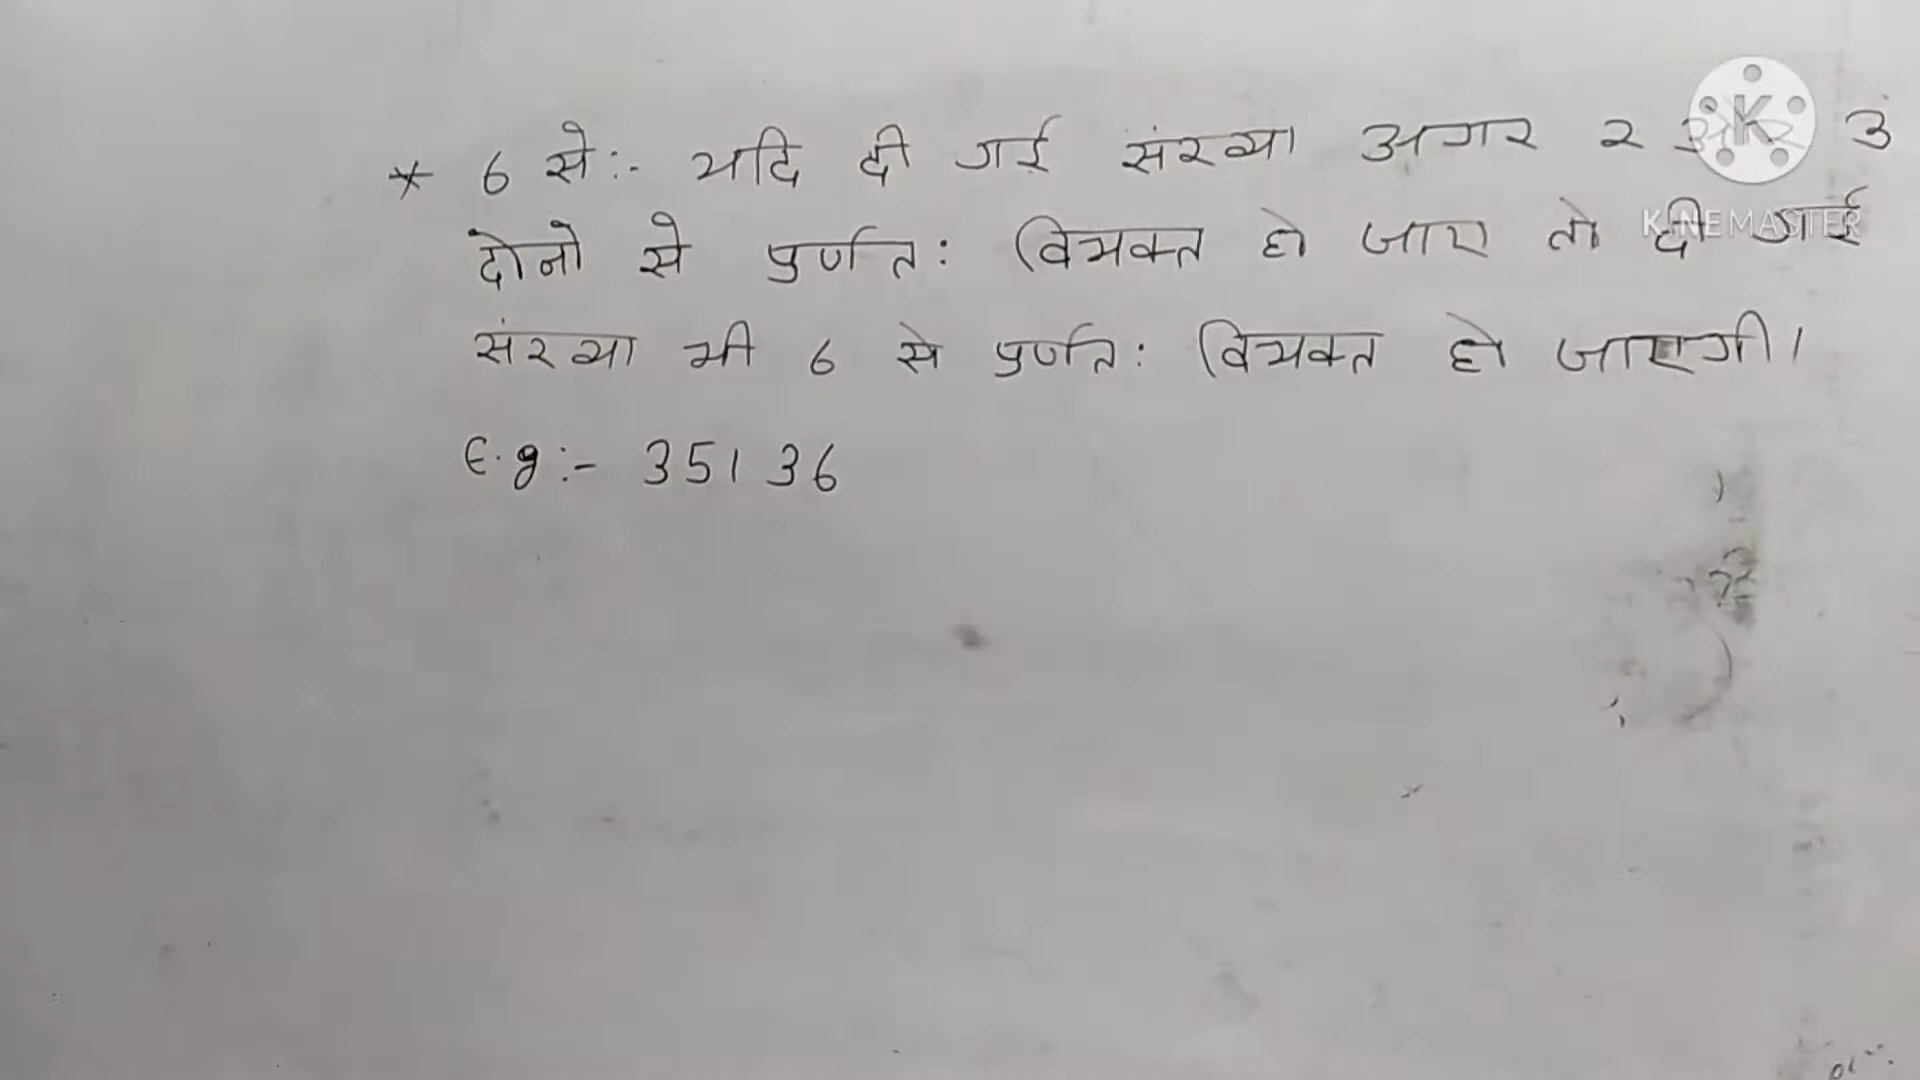 * 6 से:- यदि दी गई संख्या अगर 2 और 3
दोनो से पुर्णत: विभक्त हो जाए तो दी गई
संख्या भी 6 से पुर्णत: विभक्त हो जाएगी।
E.g:- 35136
K
KINEMASTER